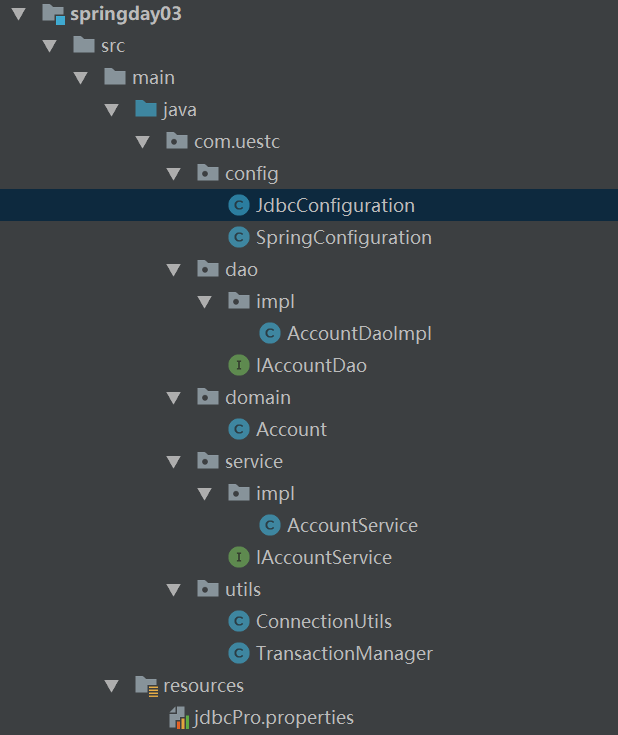 springday03
src
main
java
com.uestc
config
JdbcConfiguration
SpringConfiguration
dao
impl
AccountDaoImpl
IAccountDao
domain
Account
service
impl
AccountService
IAccountService
utils
ConnectionUtils
TransactionManager
resources
jdbcPro.properties